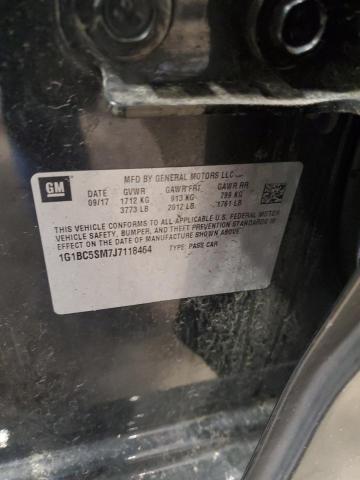 GM
MFD BY GENERAL MOTORS LLC
DATE GVWR GAWR FRT GAWR RR
09/17 1712 KG 913 KG 799 KG
3773 LB 2012 LB 1761 LB
THIS VEHICLE CONFORMS TO ALL APPLICABLE U.S. FEDERAL MOTOR
VEHICLE SAFETY, BUMPER, AND THEFT PREVENTION STANDARDS IN
EFFECT ON THE DATE OF MANUFACTURE SHOWN ABOVE.
1G1BC5SM7J7118464 TYPE: PASS CAR